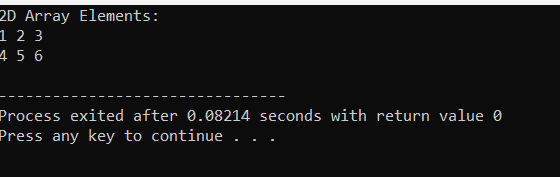 2D Array Elements:
1 2 3
4 5 6
--------------------------------
Process exited after 0.08214 seconds with return value 0
Press any key to continue . . .